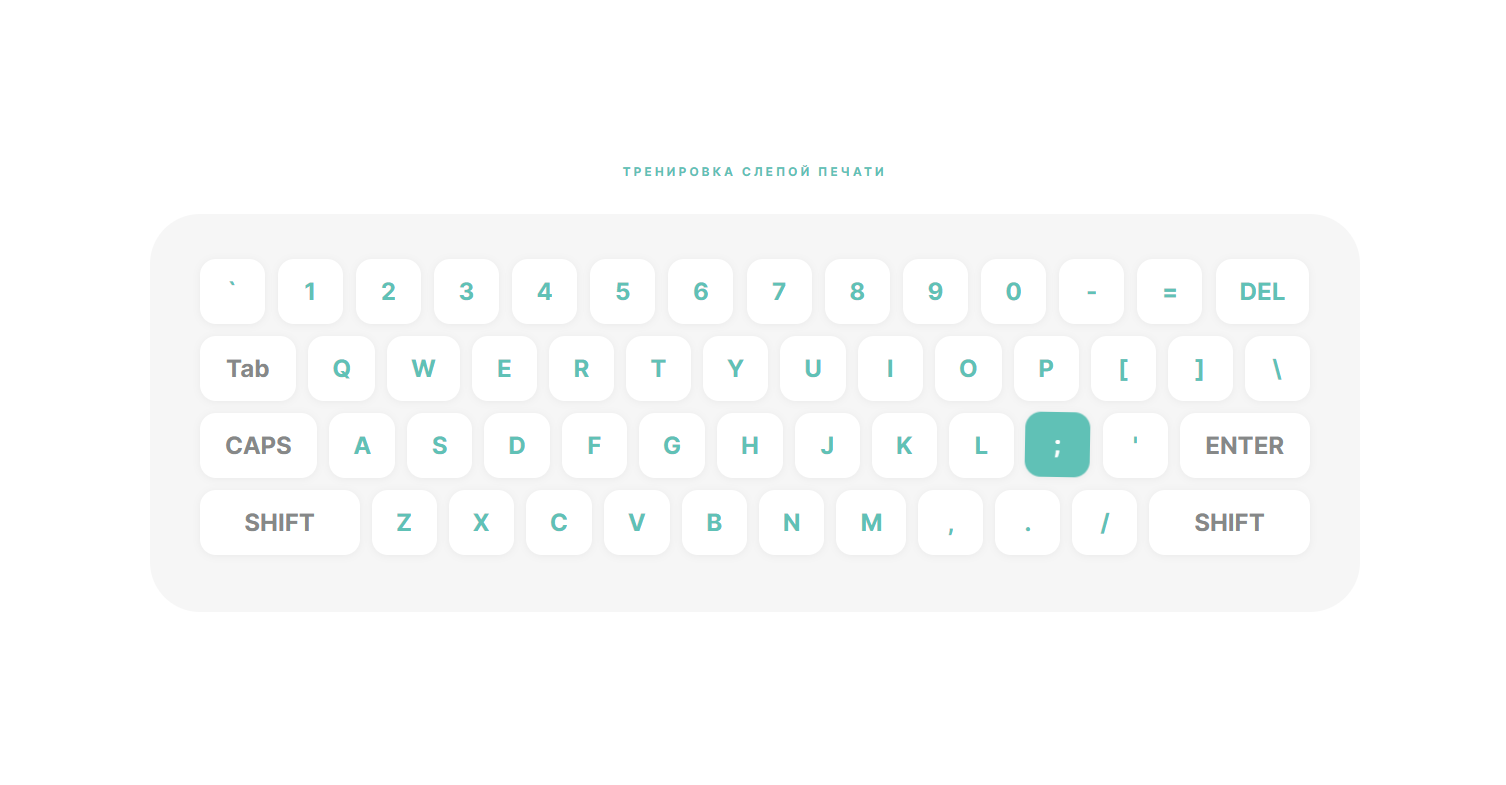 ТРЕНИРОВКА СЛЕПОЙ ПЕЧАТИ
` 1 2 3 4 5 6 7 8 9 0 - = DEL
Tab Q W E R T Y U I O P [ ] \
CAPS A S D F G H J K L ; ' ENTER
SHIFT Z X C V B N M , . / SHIFT